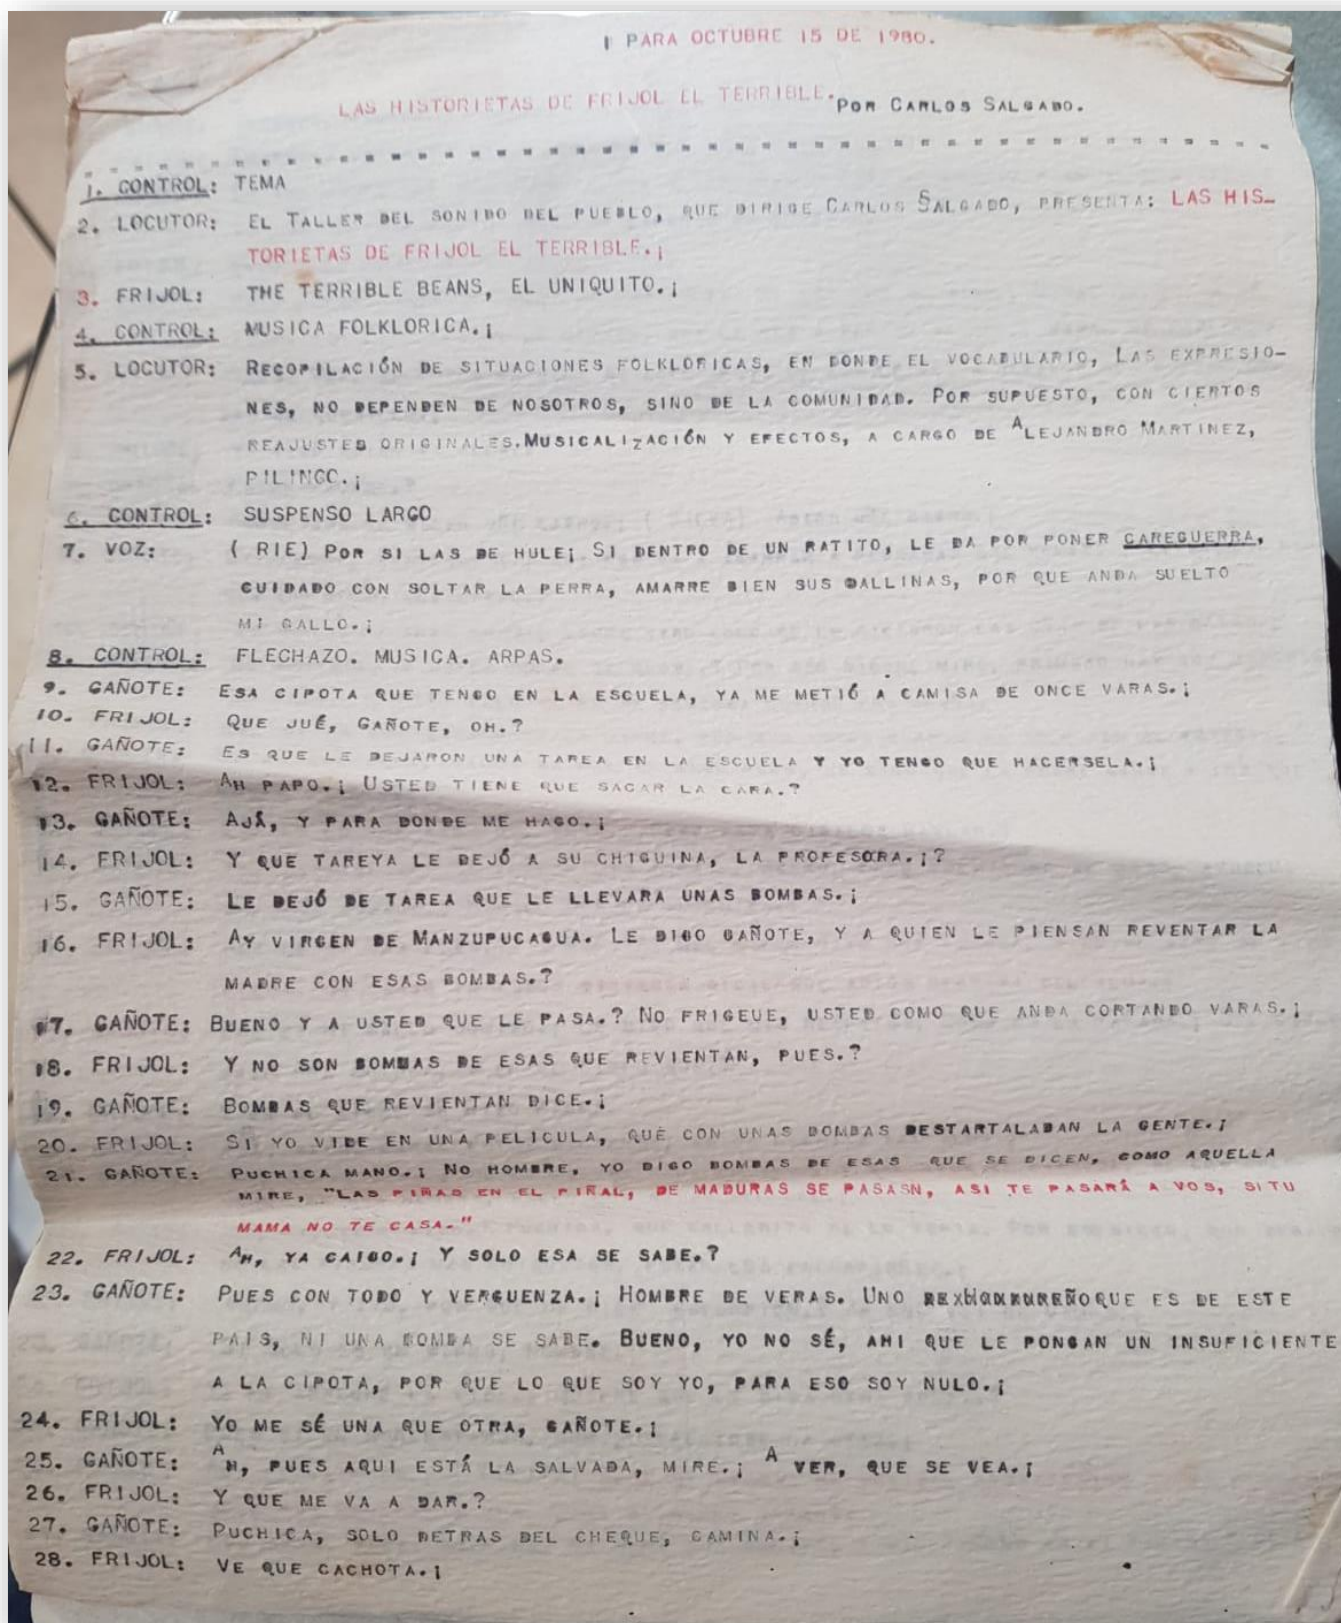 PARA OCTUBRE 15 DE 1980.
LAS HISTORIETAS DE FRIJOL EL TERRIBLE. POR CARLOS SALGADO.
1. CONTROL: TEMA
2. LOCUTOR: EL TALLER DEL SONIDO DEL PUEBLO, QUE DIRIGE CARLOS SALGADO, PRESENTA: LAS HIS-
TORIETAS DE FRIJOL EL TERRIBLE.¡
3. FRIJOL: THE TERRIBLE BEANS, EL UNIQUITO.¡
4. CONTROL: MUSICA FOLKLORICA.¡
5. LOCUTOR: RECOPILACIÓN DE SITUACIONES FOLKLORICAS, EN DONDE EL VOCABULARIO, LAS EXPRESIO-
NES, NO DEPENDEN DE NOSOTROS, SINO DE LA COMUNIDAD. POR SUPUESTO, CON CIERTOS
REAJUSTES ORIGINALES.MUSICALIZACIÓN Y EFECTOS, A CARGO DE ALEJANDRO MARTINEZ,
PILINGO.¡
6. CONTROL: SUSPENSO LARGO
7. VOZ: ( RIE) POR SI LAS DE HULE¡ SI DENTRO DE UN RATITO, LE DA POR PONER CAREGUERRA,
CUIDADO CON SOLTAR LA PERRA, AMARRE BIEN SUS GALLINAS, POR QUE ANDA SUELTO
MI GALLO.¡
8. CONTROL: FLECHAZO. MUSICA. ARPAS.
9. GAÑOTE: ESA CIPOTA QUE TENGO EN LA ESCUELA, YA ME METIÓ A CAMISA DE ONCE VARAS.¡
10. FRIJOL: QUE JUÉ, GAÑOTE, OH.?
11. GAÑOTE: ES QUE LE DEJARON UNA TAREA EN LA ESCUELA Y YO TENGO QUE HACERSELA.¡
12. FRIJOL: AH PAPO.¡ USTED TIENE QUE SACAR LA CARA.?
13. GAÑOTE: AJÁ, Y PARA DONDE ME HAGO.¡
14. FRIJOL: Y QUE TAREYA LE DEJÓ A SU CHIGUINA, LA PROFESORA.¡?
15. GAÑOTE: LE DEJÓ DE TAREA QUE LE LLEVARA UNAS BOMBAS.¡
16. FRIJOL: AY VIRGEN DE MANZUPUCAGUA. LE DIGO GAÑOTE, Y A QUIEN LE PIENSAN REVENTAR LA
MADRE CON ESAS BOMBAS.?
17. GAÑOTE: BUENO Y A USTED QUE LE PASA.? NO FRIGEUE, USTED COMO QUE ANDA CORTANDO VARAS.¡
18. FRIJOL: Y NO SON BOMBAS DE ESAS QUE REVIENTAN, PUES.?
19. GAÑOTE: BOMBAS QUE REVIENTAN DICE.¡
20. FRIJOL: SI YO VIDE EN UNA PELICULA, QUE CON UNAS BOMBAS DESTARTALABAN LA GENTE.¡
21. GAÑOTE: PUCHICA MANO.¡ NO HOMBRE, YO DIGO BOMBAS DE ESAS QUE SE DICEN, COMO AQUELLA
MIRE, "LAS PIÑAS EN EL PIÑAL, DE MADURAS SE PASASN, ASI TE PASARÁ A VOS, SI TU
MAMA NO TE CASA."
22. FRIJOL: AH, YA CAIGO.¡ Y SOLO ESA SE SABE.?
23. GAÑOTE: PUES CON TODO Y VERGUENZA.¡ HOMBRE DE VERAS. UNO QUE ES DE ESTE
PAIS, NI UNA BOMBA SE SABE. BUENO, YO NO SÉ, AHI QUE LE PONGAN UN INSUFICIENTE
A LA CIPOTA, POR QUE LO QUE SOY YO, PARA ESO SOY NULO.¡
24. FRIJOL: YO ME SÉ UNA QUE OTRA, GAÑOTE.¡
25. GAÑOTE: AH, PUES AQUI ESTÁ LA SALVADA, MIRE.¡ A VER, QUE SE VEA.¡
26. FRIJOL: Y QUE ME VA A DAR.?
27. GAÑOTE: PUCHICA, SOLO DETRAS DEL CHEQUE, CAMINA.¡
28. FRIJOL: VE QUE CACHOTA.¡